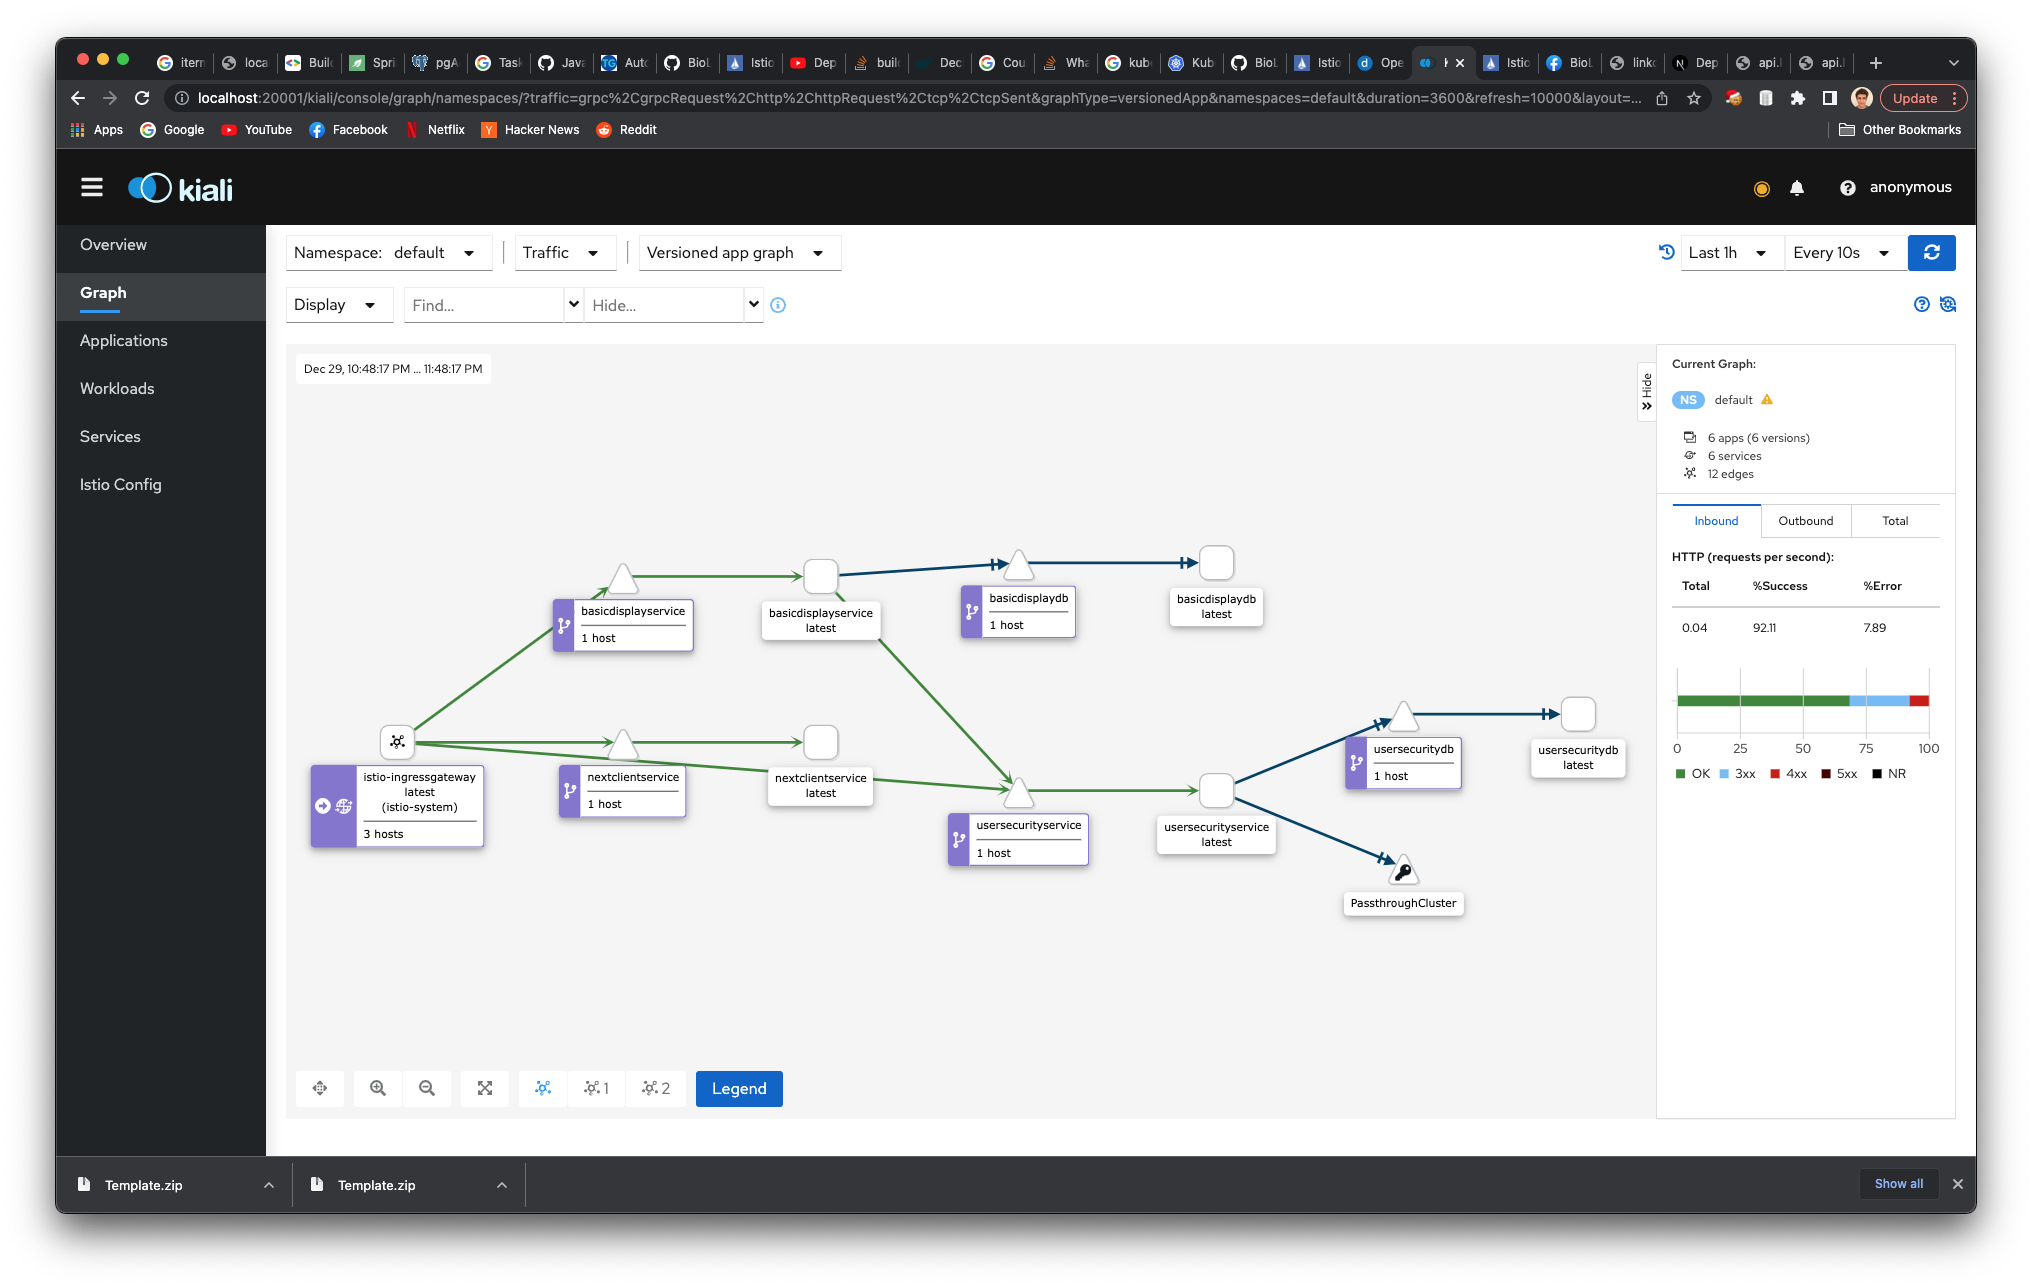 itern
loca
Buil
Spri
pgA
Task
Java
Auto
BioL
Istio
Dep
buil
Dec
Cou
Wha
kub
Kub
BioL
Istio
Ope
Istio
BioL
link
Dep
api.
api.
localhost:20001/kiali/console/graph/namespaces/?traffic=grpc%2CgrpcRequest%2Chttp%2ChttpRequest%2Ctcp%2CtcpSent&graphType=versionedApp&namespaces=default&duration=3600&refresh=10000&layout=...
Update
Apps
Google
YouTube
Facebook
Netflix
Hacker News
Reddit
Other Bookmarks
kiali
anonymous
Overview
Graph
Applications
Workloads
Services
Istio Config
Namespace: default
Traffic
Versioned app graph
Last 1h
Every 10s
Display
Find...
Hide...
Dec 29, 10:48:17 PM ... 11:48:17 PM
Hide
basicdisplayservice
1 host
basicdisplayservice
latest
basicdisplaydb
1 host
basicdisplaydb
latest
istio-ingressgateway
latest
(istio-system)
3 hosts
nextclientservice
1 host
nextclientservice
latest
usersecurityservice
1 host
usersecurityservice
latest
usersecuritydb
1 host
usersecuritydb
latest
PassthroughCluster
1
2
Legend
Current Graph:
NS default
6 apps (6 versions)
6 services
12 edges
Inbound
Outbound
Total
HTTP (requests per second):
Total %Success %Error
0.04 92.11 7.89
0 25 50 75 100
OK 3xx 4xx 5xx NR
Template.zip
Template.zip
Show all